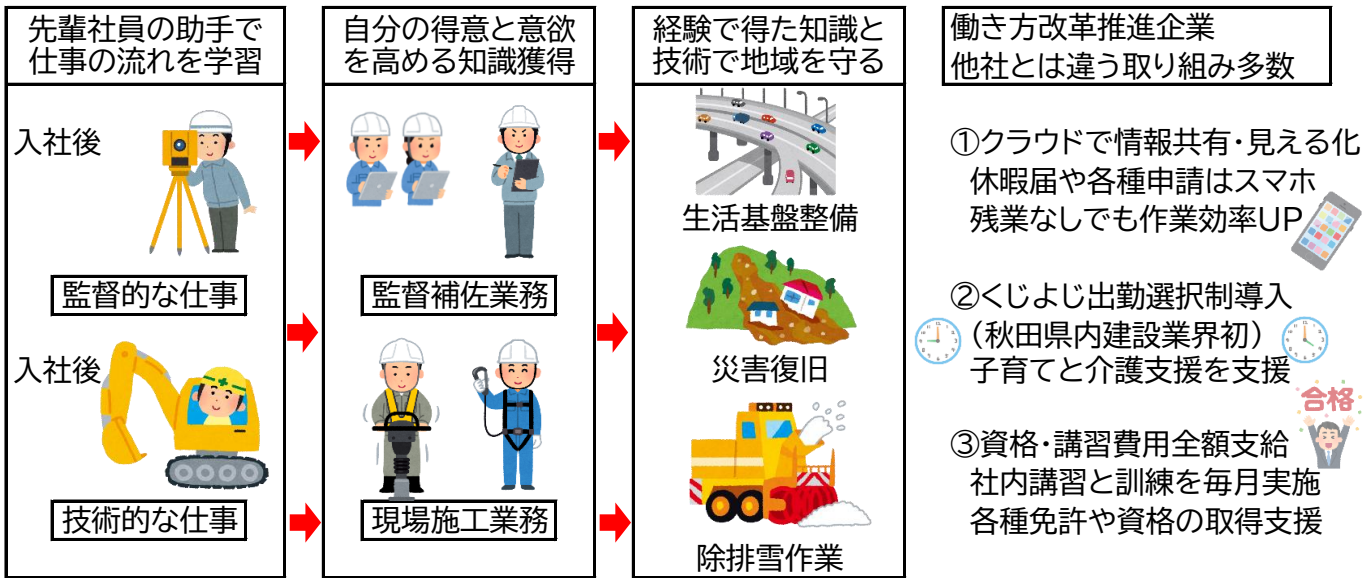 先輩社員の助手で
仕事の流れを学習
入社後
監督的な仕事
入社後
技術的な仕事
自分の得意と意欲
を高める知識獲得
監督補佐業務
現場施工業務
経験で得た知識と
技術で地域を守る
生活基盤整備
災害復旧
除排雪作業
働き方改革推進企業
他社とは違う取り組み多数
①クラウドで情報共有・見える化
休暇届や各種申請はスマホ
残業なしでも作業効率UP
②くじよじ出勤選択制導入
（秋田県内建設業界初）
子育てと介護支援を支援
合格
③資格・講習費用全額支給
社内講習と訓練を毎月実施
各種免許や資格の取得支援